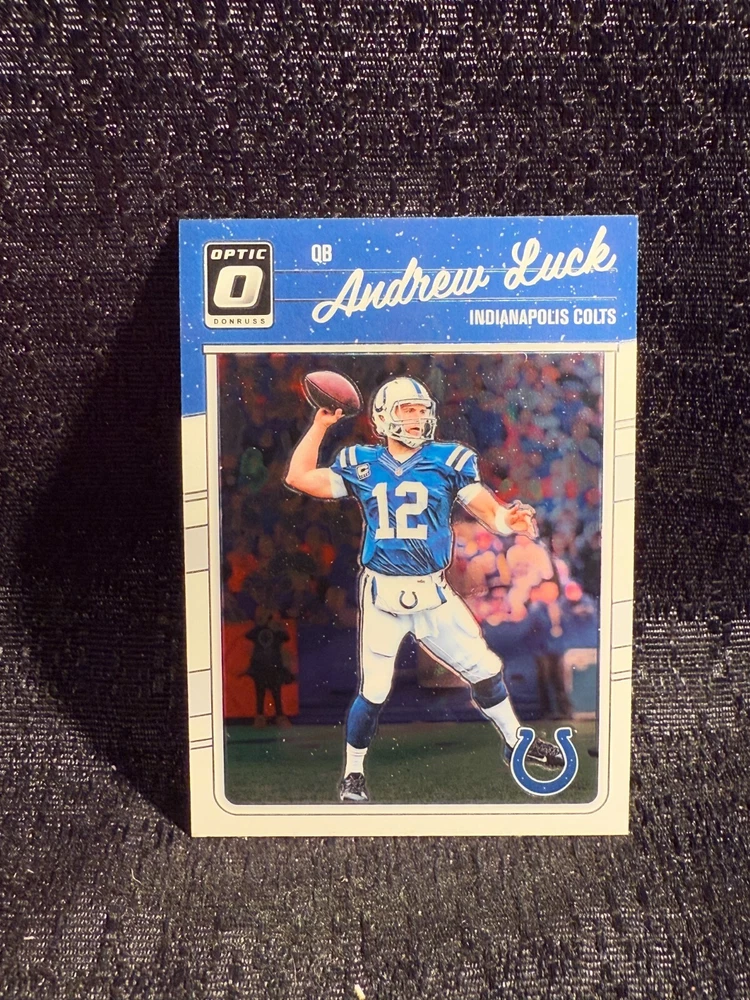 OPTIC
O
DONRUSS
QB
Andrew Luck
INDIANAPOLIS COLTS
12